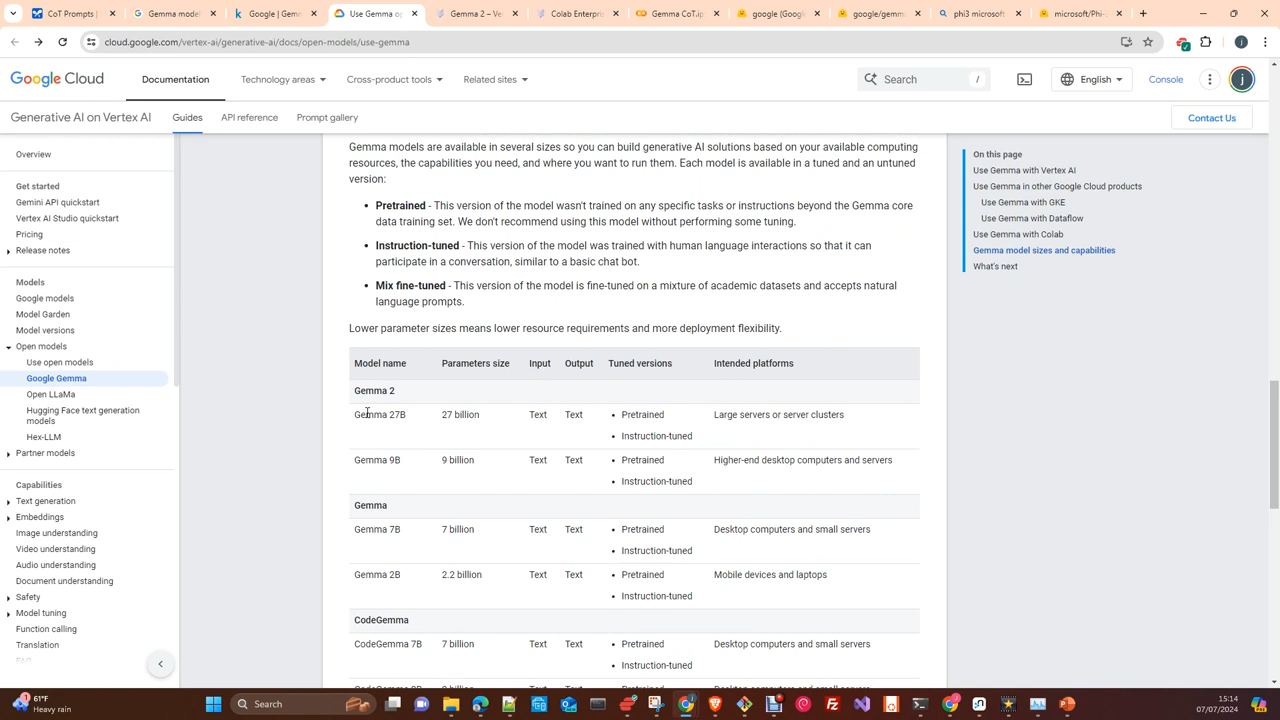 CoT Prompts |
Google Gemma model
Google | Gemm
Use Gemma op
Gemma 2 – Ve
Colab Enterpris
Gemma CoT.ip
google (Goog
google/gemm
phi3 microsoft
microsoft/Phi-
cloud.google.com/vertex-ai/generative-ai/docs/open-models/use-gemma
j
Google Cloud
Documentation
Technology areas
Cross-product tools
Related sites
Search
/
English
Console
j
Generative AI on Vertex AI
Guides
API reference
Prompt gallery
Contact Us
Overview
Get started
Gemini API quickstart
Vertex AI Studio quickstart
Pricing
Release notes
Models
Google models
Model Garden
Model versions
Open models
Use open models
Google Gemma
Open LLaMa
Hugging Face text generation
models
Hex-LLM
Partner models
Capabilities
Text generation
Embeddings
Image understanding
Video understanding
Audio understanding
Document understanding
Safety
Model tuning
Function calling
Translation
Gemma models are available in several sizes so you can build generative AI solutions based on your available computing
resources, the capabilities you need, and where you want to run them. Each model is available in a tuned and an untuned
version:
Pretrained - This version of the model wasn't trained on any specific tasks or instructions beyond the Gemma core
data training set. We don't recommend using this model without performing some tuning.
Instruction-tuned - This version of the model was trained with human language interactions so that it can
participate in a conversation, similar to a basic chat bot.
Mix fine-tuned - This version of the model is fine-tuned on a mixture of academic datasets and accepts natural
language prompts.
Lower parameter sizes means lower resource requirements and more deployment flexibility.
Model name Parameters size Input Output Tuned versions Intended platforms
Gemma 2
Gemma 27B 27 billion Text Text Pretrained Large servers or server clusters
Instruction-tuned
Gemma 9B 9 billion Text Text Pretrained Higher-end desktop computers and servers
Instruction-tuned
Gemma
Gemma 7B 7 billion Text Text Pretrained Desktop computers and small servers
Instruction-tuned
Gemma 2B 2.2 billion Text Text Pretrained Mobile devices and laptops
Instruction-tuned
CodeGemma
CodeGemma 7B 7 billion Text Text Pretrained Desktop computers and small servers
Instruction-tuned
On this page
Use Gemma with Vertex AI
Use Gemma in other Google Cloud products
Use Gemma with GKE
Use Gemma with Dataflow
Use Gemma with Colab
Gemma model sizes and capabilities
What's next
61°F
Heavy rain
Search
15:14
07/07/2024